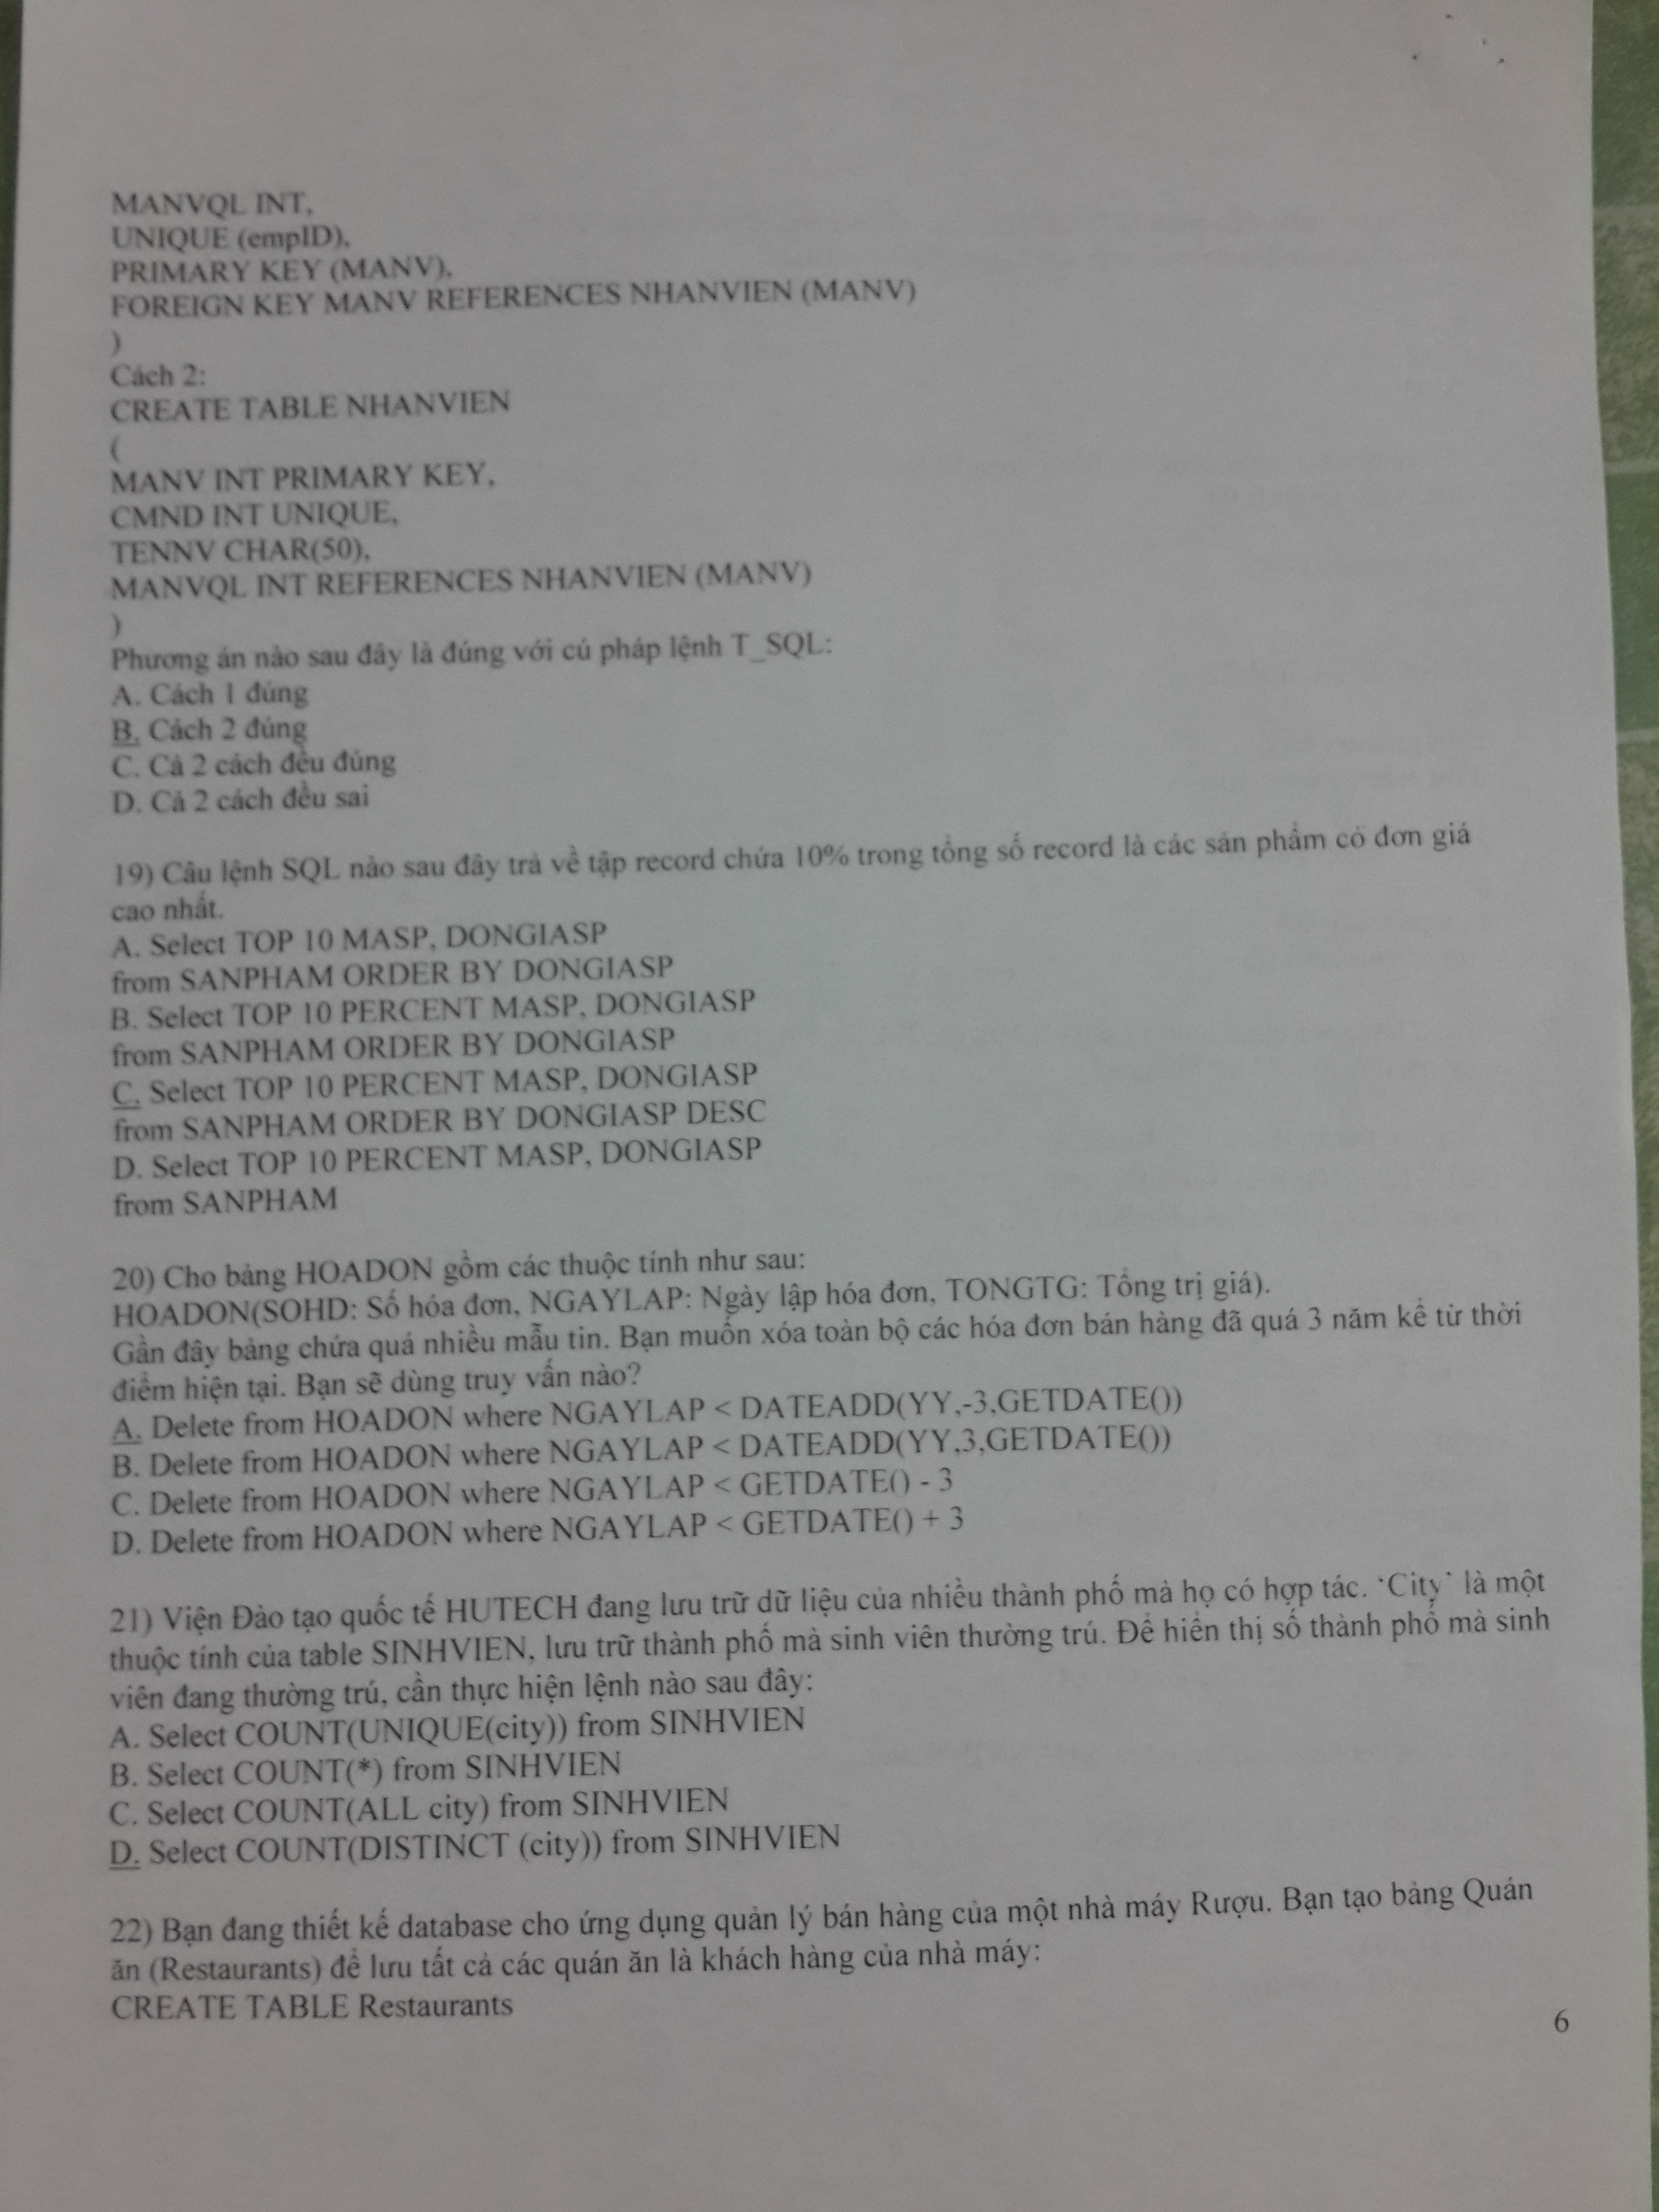 MANVQL INT,
UNIQUE (empID),
PRIMARY KEY (MANV),
FOREIGN KEY MANV REFERENCES NHANVIEN (MANV)
)
Cách 2:
CREATE TABLE NHANVIEN
(
MANV INT PRIMARY KEY,
CMND INT UNIQUE,
TENNV CHAR(50),
MANVQL INT REFERENCES NHANVIEN (MANV)
)
Phương án nào sau đây là đúng với cú pháp lệnh T_SQL:
A. Cách 1 đúng
B. Cách 2 đúng
C. Cả 2 cách đều đúng
D. Cả 2 cách đều sai
19) Câu lệnh SQL nào sau đây trả về tập record chứa 10% trong tổng số record là các sản phẩm có đơn giá
cao nhất.
A. Select TOP 10 MASP, DONGIASP
from SANPHAM ORDER BY DONGIASP
B. Select TOP 10 PERCENT MASP, DONGIASP
from SANPHAM ORDER BY DONGIASP
C. Select TOP 10 PERCENT MASP, DONGIASP
from SANPHAM ORDER BY DONGIASP DESC
D. Select TOP 10 PERCENT MASP, DONGIASP
from SANPHAM
20) Cho bảng HOADON gồm các thuộc tính như sau:
HOADON(SOHD: Số hóa đơn, NGAYLAP: Ngày lập hóa đơn, TONGTG: Tổng trị giá).
Gần đây bảng chứa quá nhiều mẫu tin. Bạn muốn xóa toàn bộ các hóa đơn bán hàng đã quá 3 năm kể từ thời
điểm hiện tại. Bạn sẽ dùng truy vấn nào?
A. Delete from HOADON where NGAYLAP < DATEADD(YY,-3,GETDATE())
B. Delete from HOADON where NGAYLAP < DATEADD(YY,3,GETDATE())
C. Delete from HOADON where NGAYLAP < GETDATE() - 3
D. Delete from HOADON where NGAYLAP < GETDATE() + 3
21) Viện Đào tạo quốc tế HUTECH đang lưu trữ dữ liệu của nhiều thành phố mà họ có hợp tác. `City` là một
thuộc tính của table SINHVIEN, lưu trữ thành phố mà sinh viên thường trú. Để hiển thị số thành phố mà sinh
viên đang thường trú, cần thực hiện lệnh nào sau đây:
A. Select COUNT(UNIQUE(city)) from SINHVIEN
B. Select COUNT(*) from SINHVIEN
C. Select COUNT(ALL city) from SINHVIEN
D. Select COUNT(DISTINCT (city)) from SINHVIEN
22) Bạn đang thiết kế database cho ứng dụng quản lý bán hàng của một nhà máy Rượu. Bạn tạo bảng Quán
ăn (Restaurants) để lưu tất cả các quán ăn là khách hàng của nhà máy:
CREATE TABLE Restaurants
6